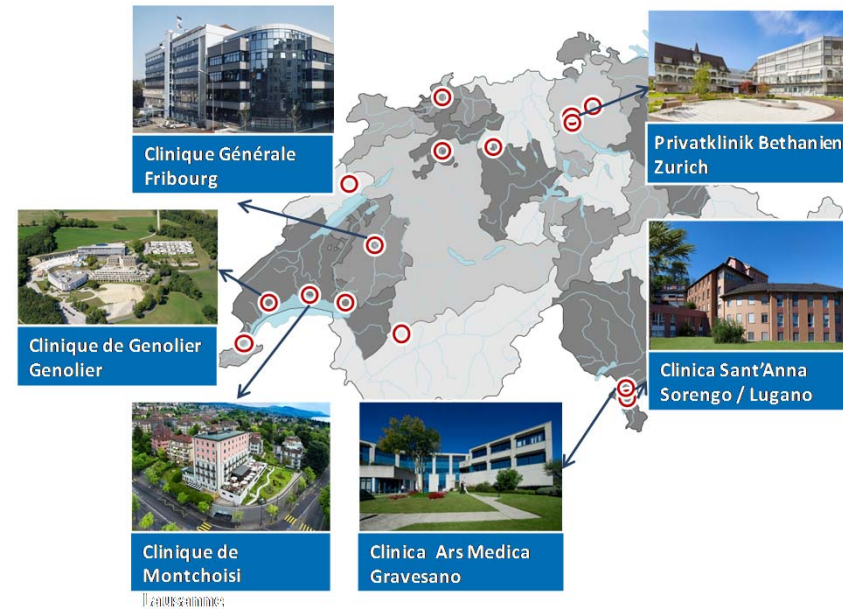 Clinique Générale
Fribourg
Privatklinik Bethanien
Zurich
Clinique de Genolier
Genolier
Clinica Sant'Anna
Sorengo / Lugano
Clinique de
Montchoisi
Lausanne
Clinica Ars Medica
Gravesano